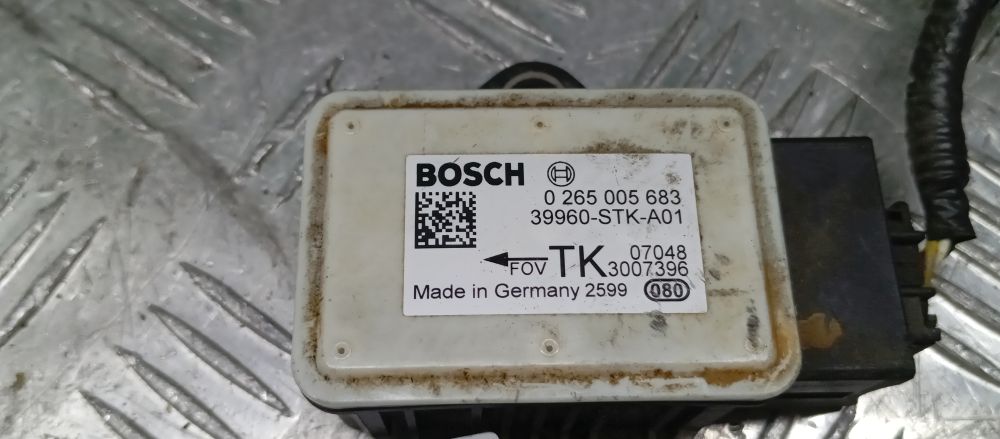 BOSCH
0 265 005 683
39960-STK-A01
FOV TK 07048
3007396
Made in Germany 2599 080